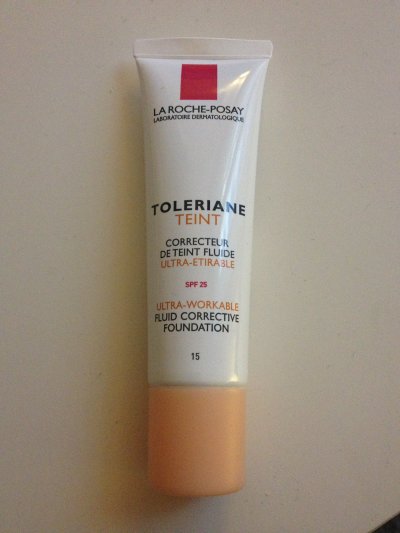 LA ROCHE-POSAY
LABORATOIRE DERMATOLOGIQUE
TOLERIANE
TEINT
CORRECTEUR
DE TEINT FLUIDE
ULTRA-ETIRABLE
SPF 25
ULTRA-WORKABLE
FLUID CORRECTIVE
FOUNDATION
15